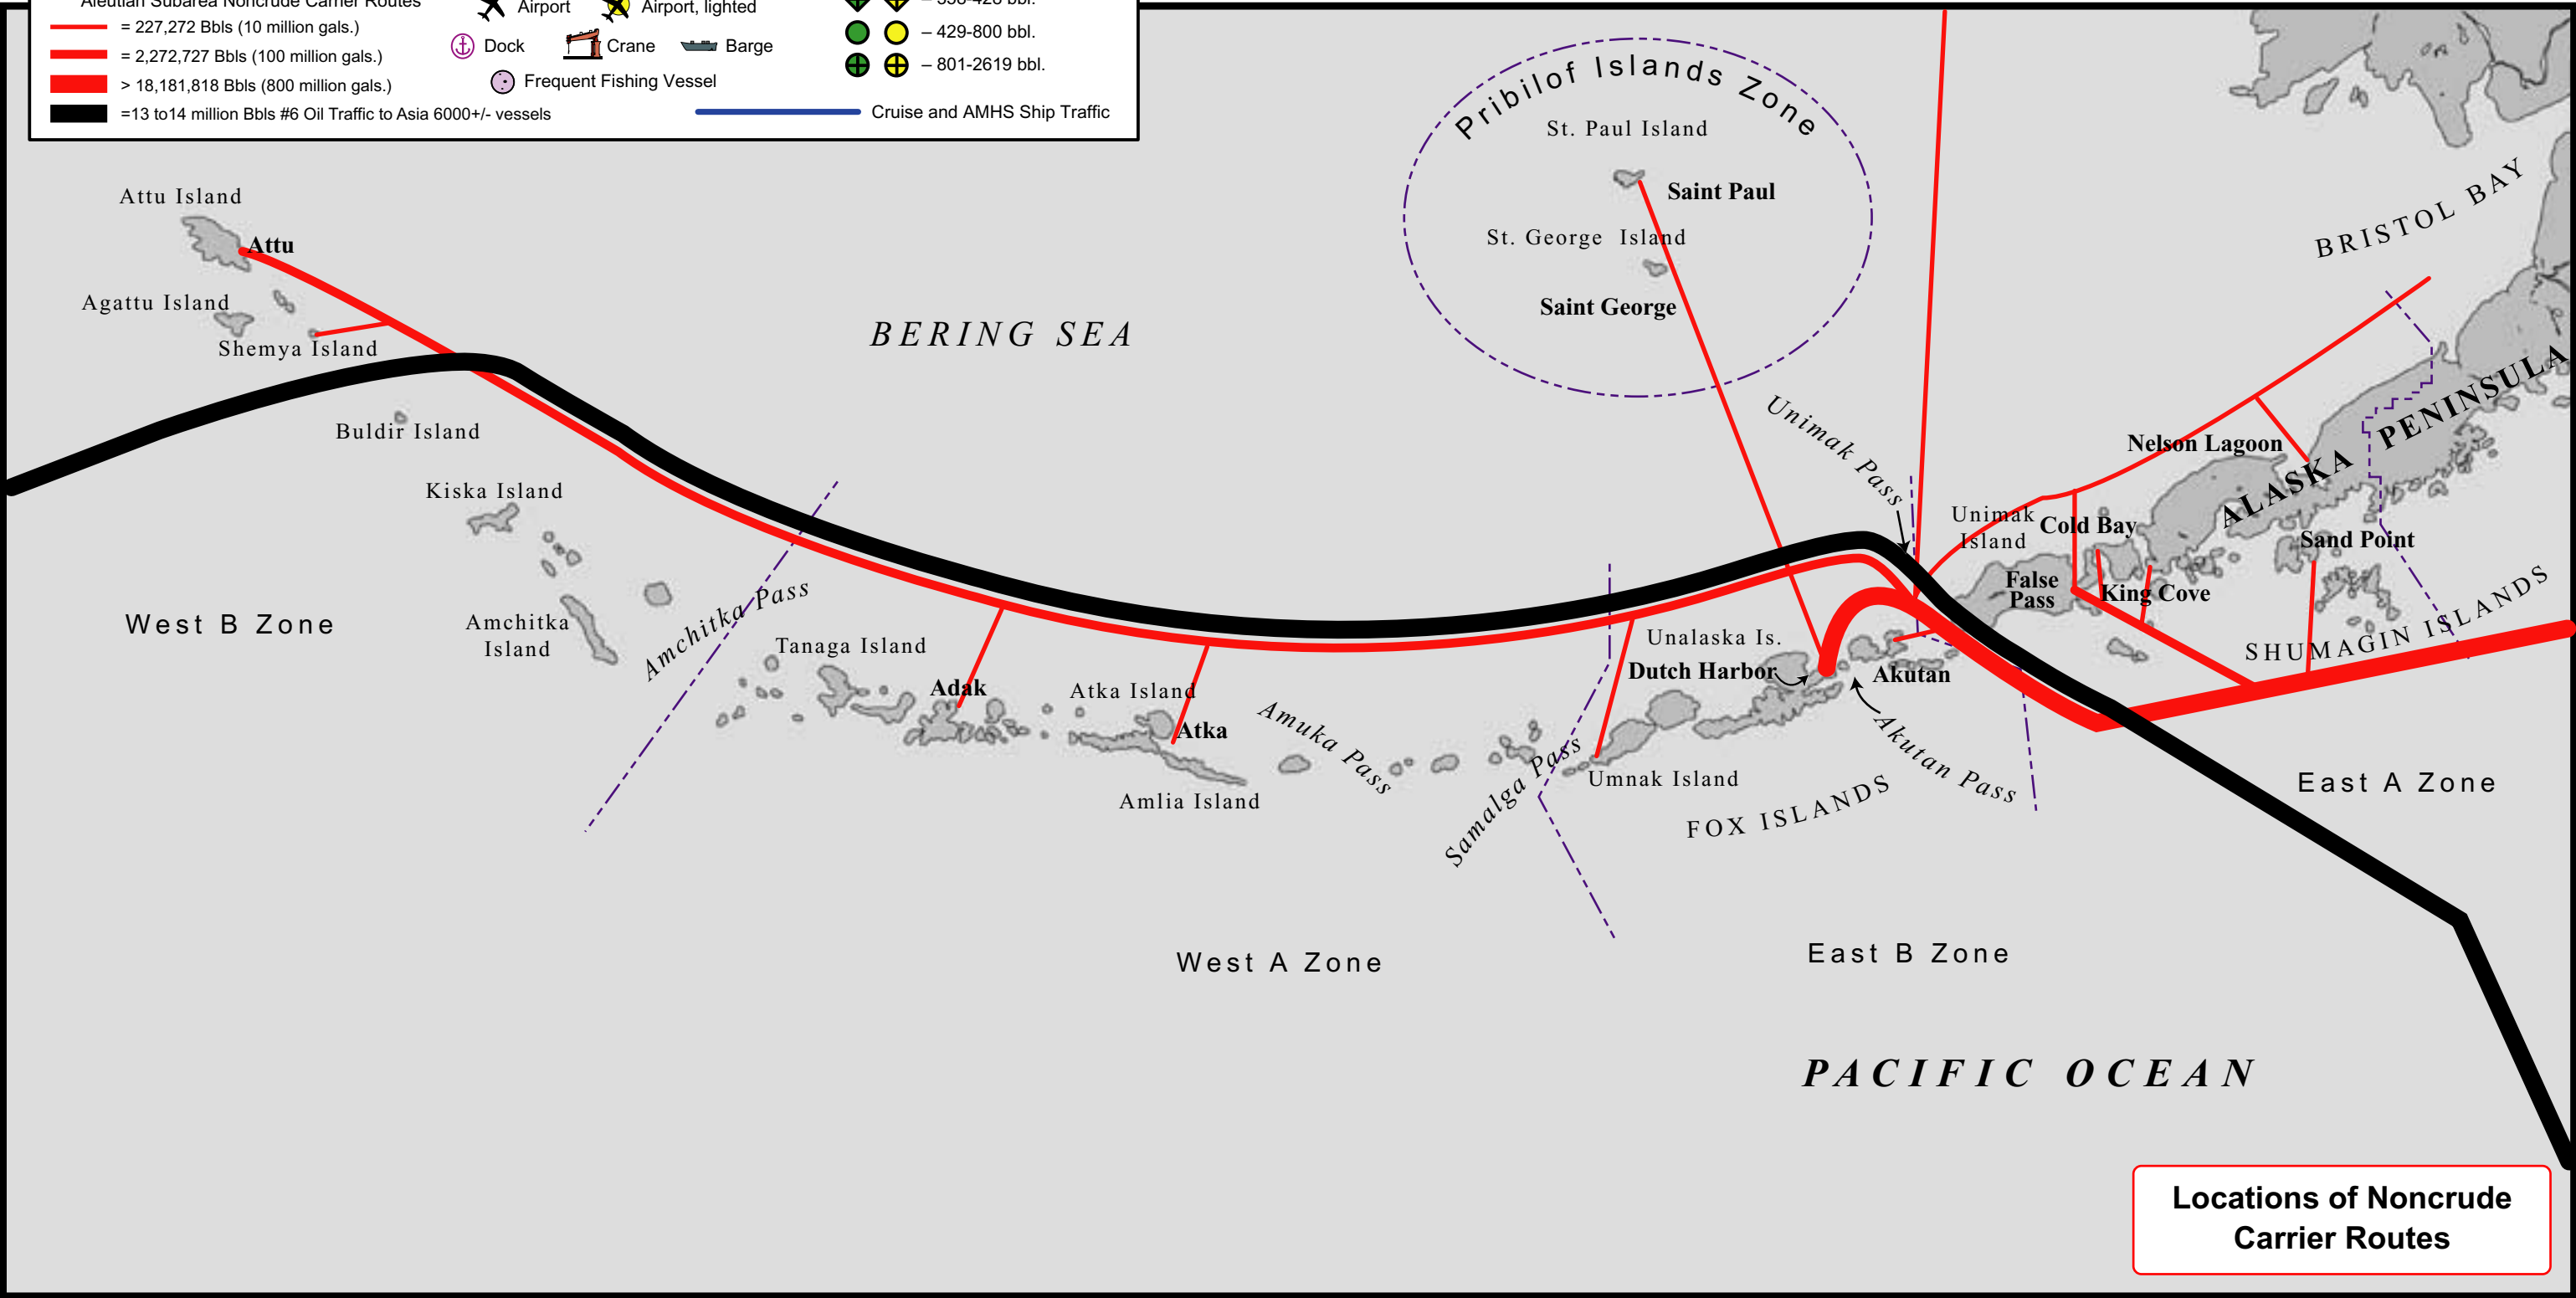 Aleutian Subarea Noncrude Carrier Routes
= 227,272 Bbls (10 million gals.)
= 2,272,727 Bbls (100 million gals.)
> 18,181,818 Bbls (800 million gals.)
=13 to14 million Bbls #6 Oil Traffic to Asia 6000+/- vessels
Airport
Airport, lighted
Dock
Crane
Barge
Frequent Fishing Vessel
– 429-800 bbl.
– 801-2619 bbl.
Cruise and AMHS Ship Traffic
Pribilof Islands Zone
St. Paul Island
Saint Paul
St. George Island
Saint George
BRISTOL BAY
Attu Island
Attu
Agattu Island
Shemya Island
BERING SEA
Buldir Island
Kiska Island
Unimak Pass
Nelson Lagoon
ALASKA PENINSULA
Unimak
Island
Cold Bay
Sand Point
False
Pass
King Cove
SHUMAGIN ISLANDS
West B Zone
Amchitka
Island
Amchitka Pass
Tanaga Island
Adak
Atka Island
Atka
Amuka Pass
Amlia Island
Samalga Pass
Unalaska Is.
Dutch Harbor
Akutan
Akutan Pass
Umnak Island
FOX ISLANDS
East A Zone
West A Zone
East B Zone
PACIFIC OCEAN
Locations of Noncrude
Carrier Routes